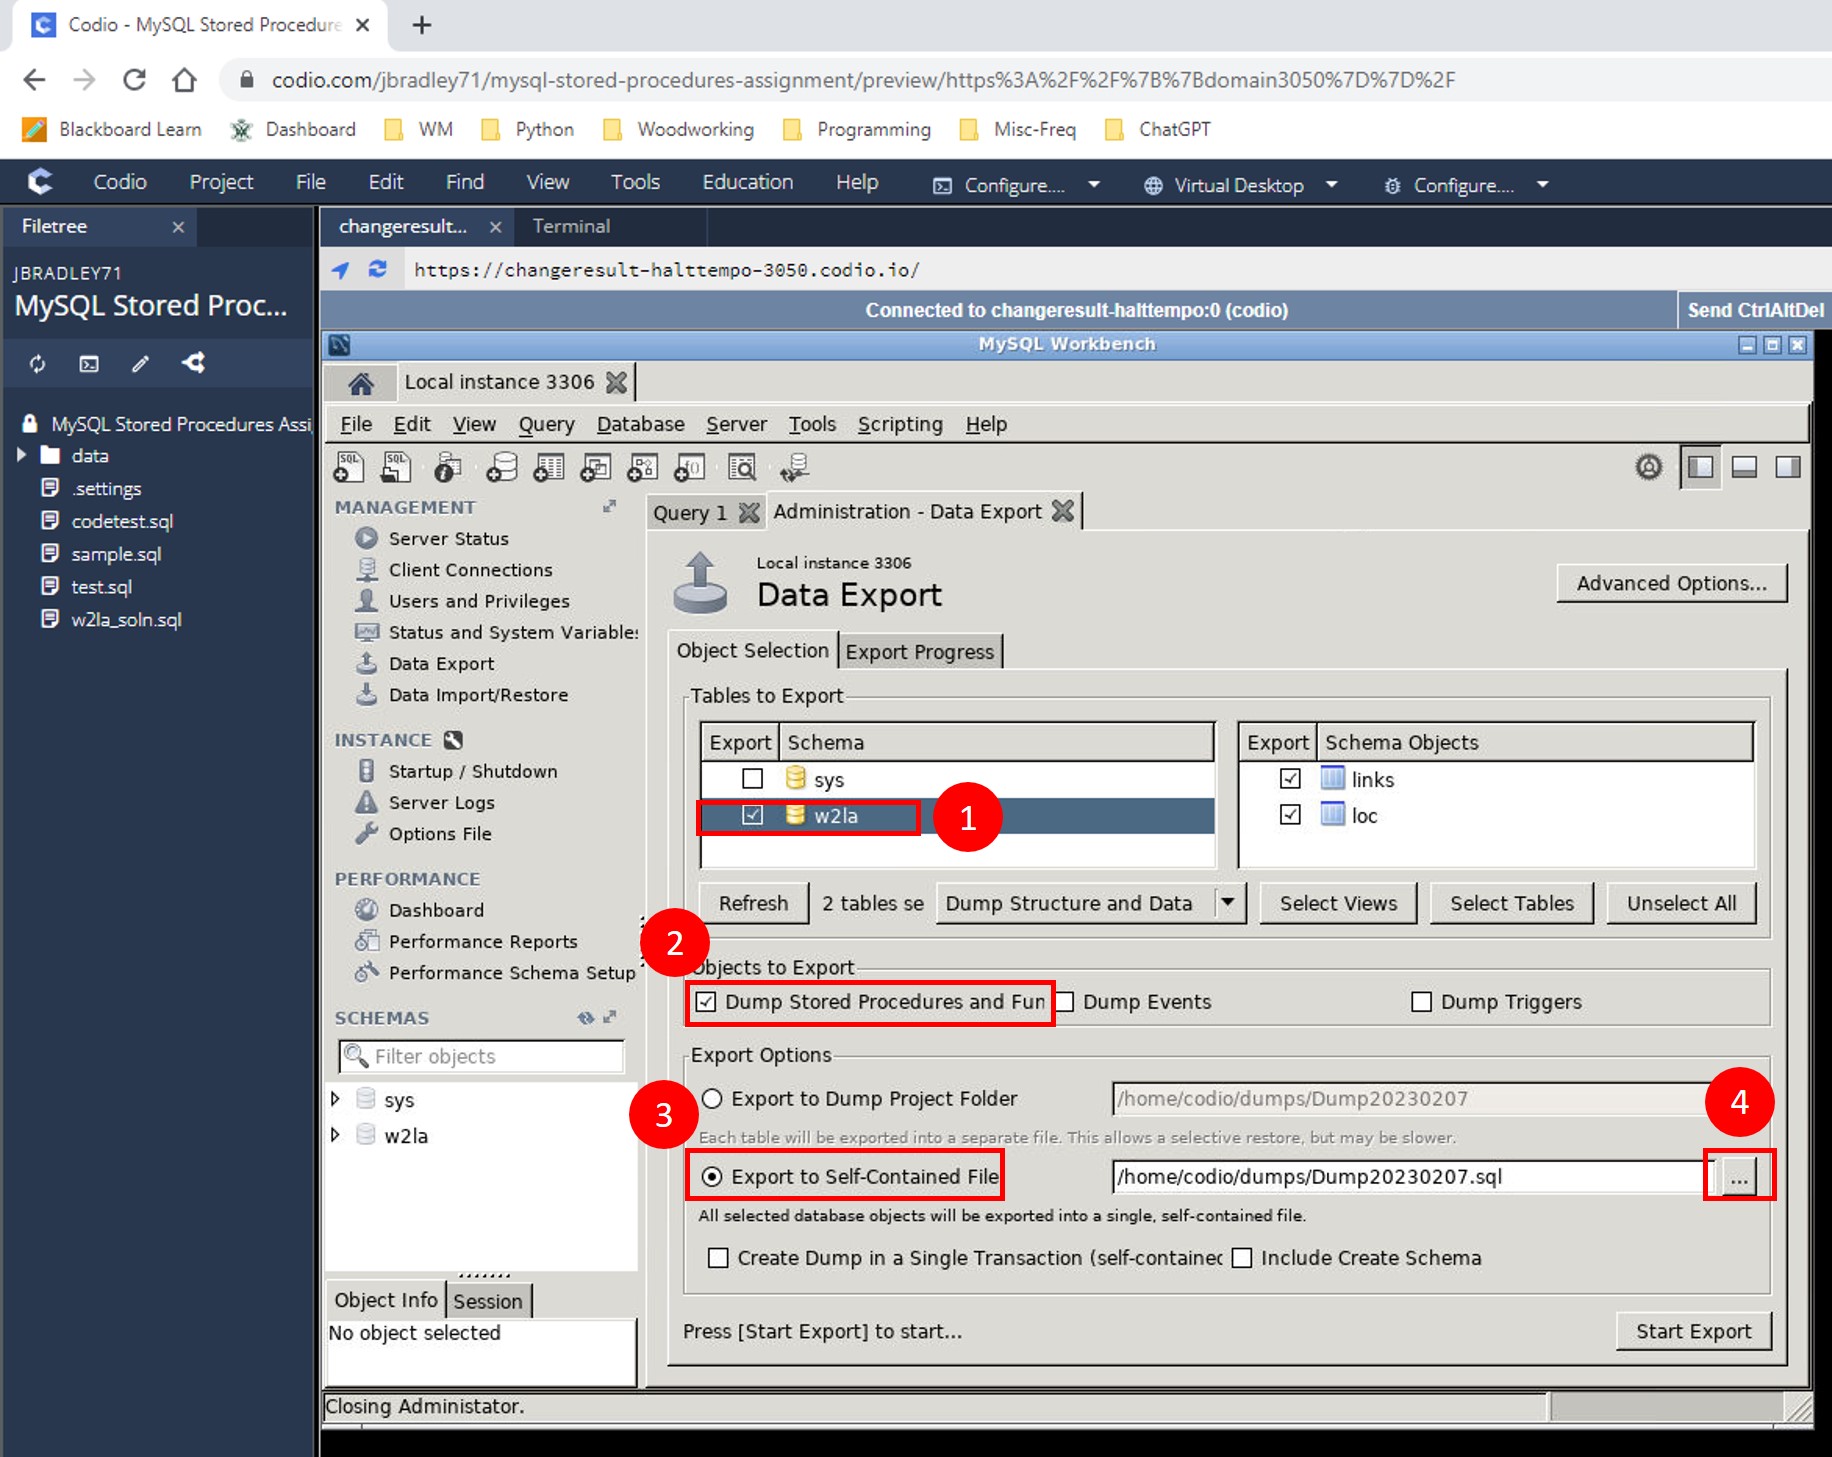 Codio - MySQL Stored Procedure
codio.com/jbradley71/mysql-stored-procedures-assignment/preview/https%3A%2F%2F%7B%7Bdomain3050%7D%7D%2F
Blackboard Learn Dashboard WM Python Woodworking Programming Misc-Freq ChatGPT
Codio Project File Edit Find View Tools Education Help Configure.... Virtual Desktop Configure....
Filetree
changeresult... Terminal
JBRADLEY71
MySQL Stored Proc...
https://changeresult-halttempo-3050.codio.io/
Connected to changeresult-halttempo:0 (codio) Send CtrlAltDel
MySQL Workbench
MySQL Stored Procedures Assi
data
.settings
codetest.sql
sample.sql
test.sql
w2la_soln.sql
Local instance 3306
File Edit View Query Database Server Tools Scripting Help
SQL SQL
MANAGEMENT
Server Status
Client Connections
Users and Privileges
Status and System Variable
Data Export
Data Import/Restore
INSTANCE
Startup / Shutdown
Server Logs
Options File
PERFORMANCE
Dashboard
Performance Reports
Performance Schema Setup
SCHEMAS
Filter objects
sys
w2la
Object Info Session
No object selected
Query 1 Administration - Data Export
Local instance 3306
Data Export
Advanced Options...
Object Selection Export Progress
Tables to Export
Export Schema
sys
w2la 1
Export Schema Objects
links
loc
Refresh 2 tables se Dump Structure and Data Select Views Select Tables Unselect All
2
Objects to Export
Dump Stored Procedures and Fun Dump Events Dump Triggers
Export Options
3 Export to Dump Project Folder /home/codio/dumps/Dump20230207 4
Each table will be exported into a separate file. This allows a selective restore, but may be slower.
Export to Self-Contained File /home/codio/dumps/Dump20230207.sql ...
All selected database objects will be exported into a single, self-contained file.
Create Dump in a Single Transaction (self-contained Include Create Schema
Press [Start Export] to start... Start Export
Closing Administator.